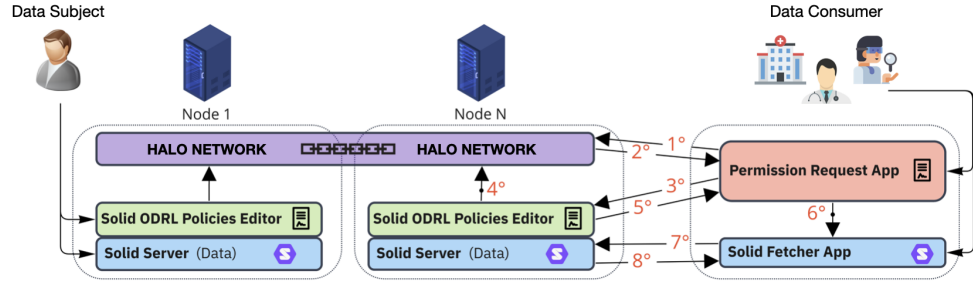 Data Subject
Data Consumer
Node 1
Node N
HALO NETWORK
HALO NETWORK
1°
2°
Permission Request App
3°
4°
5°
6°
Solid ODRL Policies Editor
Solid ODRL Policies Editor
Solid Server (Data)
Solid Server (Data)
7°
8°
Solid Fetcher App